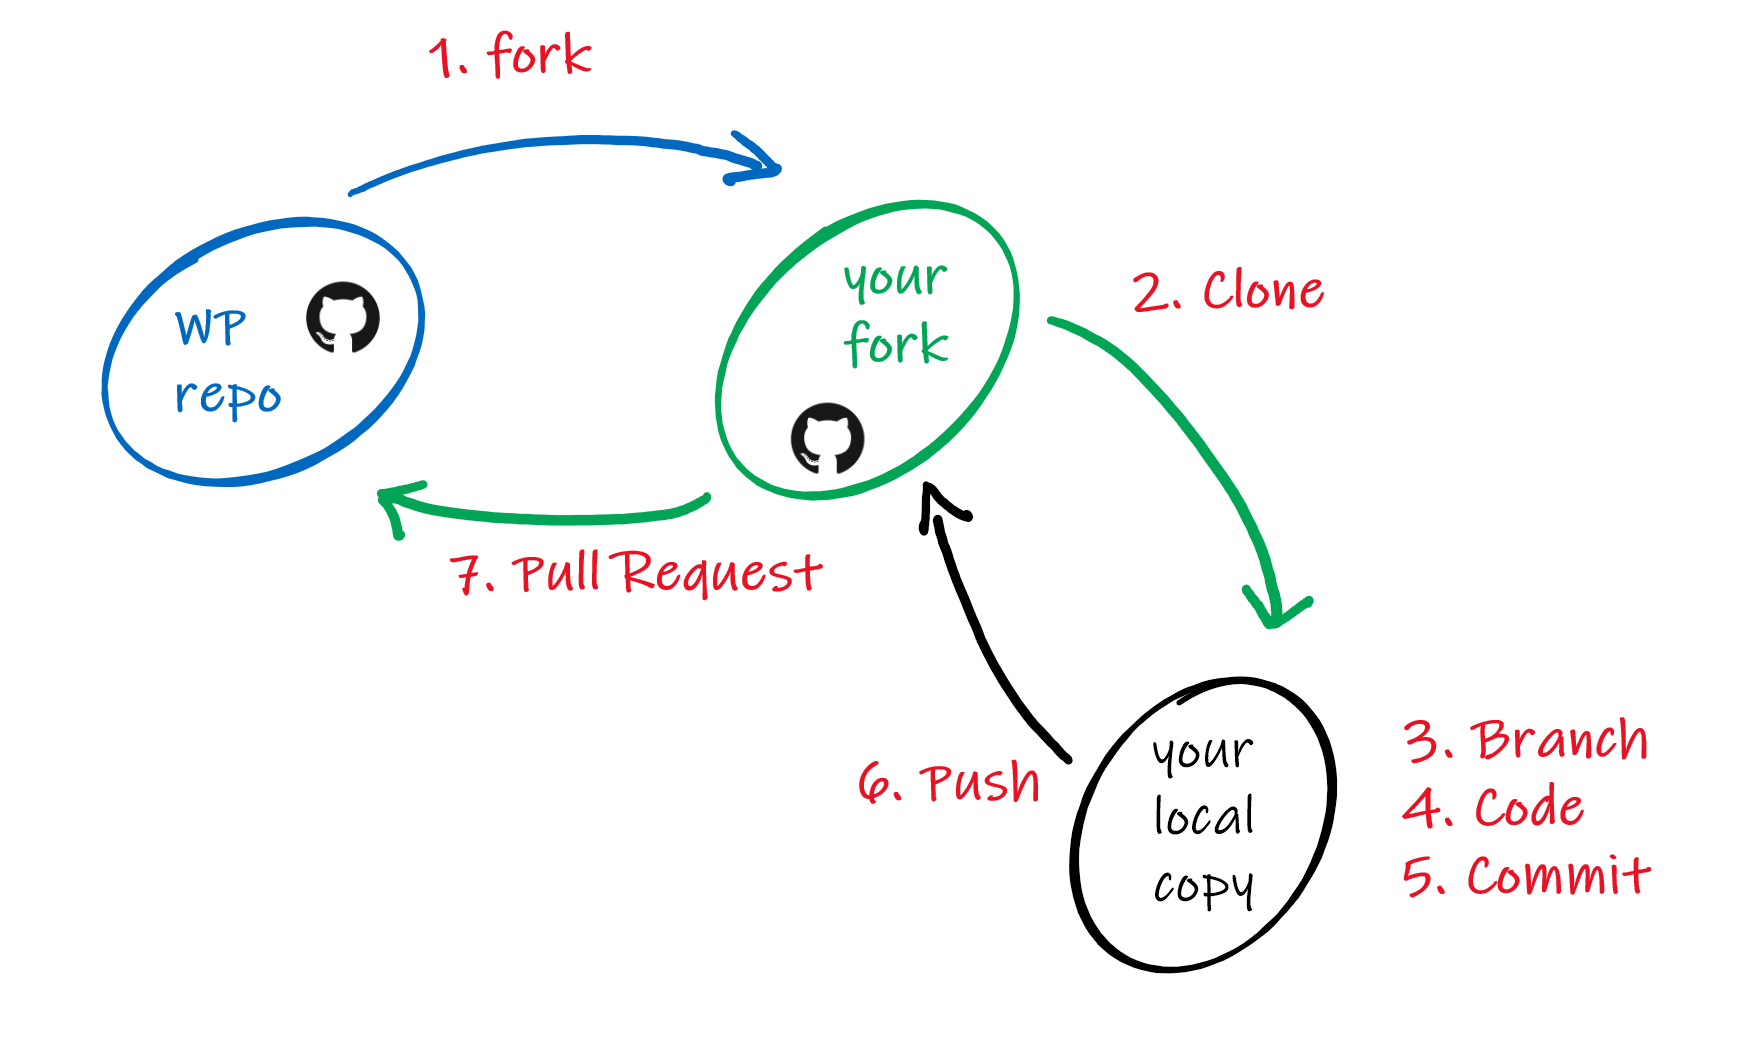 1. fork
WP
repo
your
fork
2. Clone
7. Pull Request
6. Push
your
local
copy
3. Branch
4. Code
5. Commit